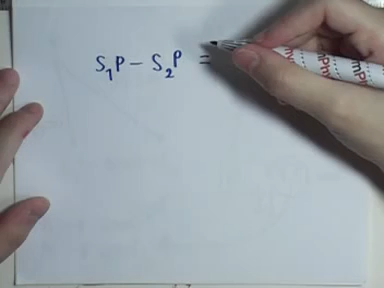 S₁P - S₂P =